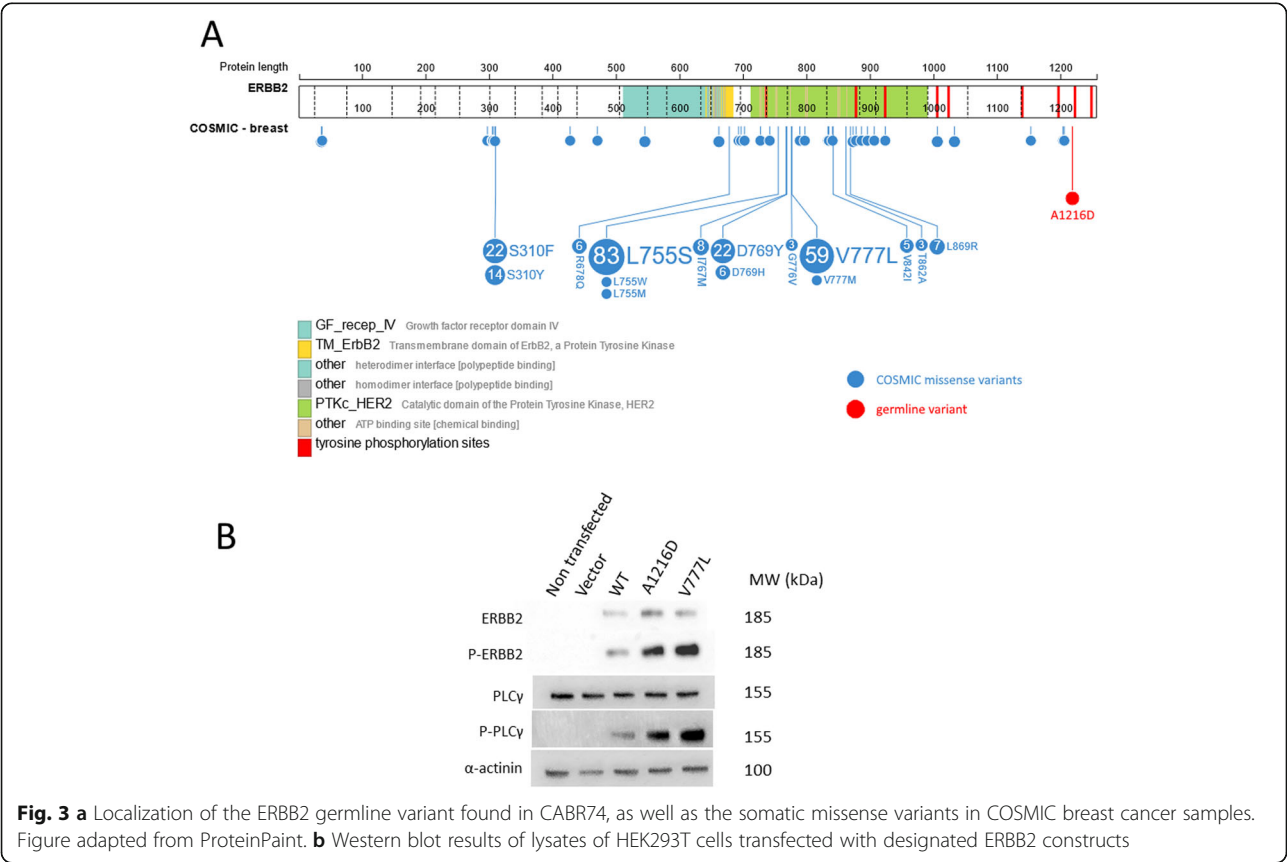 A
Protein length 100 200 300 400 500 600 700 800 900 1000 1100 1200
ERBB2
100 200 300 400 500 600 700 800 900 1000 1100 1200
COSMIC - breast
A1216D
22 S310F 6 R678Q 83 L755S 8 I767M 22 D769Y 3 G776V 59 V777L 5 V842I 3 T862A 7 L869R
14 S310Y L755W 6 D769H V777M
L755M
GF_recep_IV Growth factor receptor domain IV
TM_ErbB2 Transmembrane domain of ErbB2, a Protein Tyrosine Kinase
other heterodimer interface [polypeptide binding]
other homodimer interface [polypeptide binding]
PTKc_HER2 Catalytic domain of the Protein Tyrosine Kinase, HER2
other ATP binding site [chemical binding]
tyrosine phosphorylation sites
COSMIC missense variants
germline variant
B
Non transfected Vector WT A1216D V777L MW (kDa)
ERBB2 185
P-ERBB2 185
PLCγ 155
P-PLCγ 155
α-actinin 100
Fig. 3 a Localization of the ERBB2 germline variant found in CABR74, as well as the somatic missense variants in COSMIC breast cancer samples.
Figure adapted from ProteinPaint. b Western blot results of lysates of HEK293T cells transfected with designated ERBB2 constructs